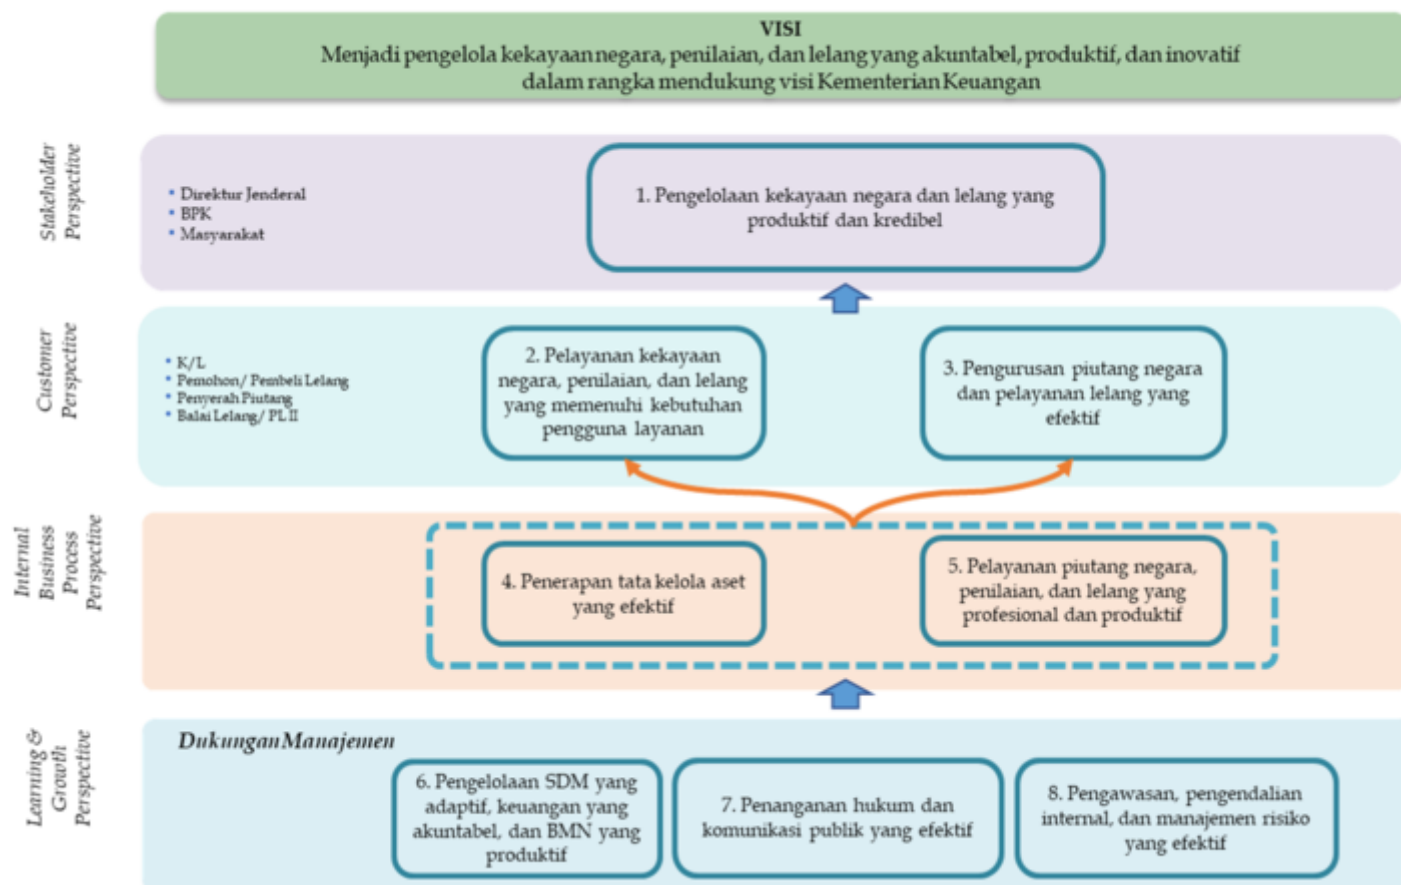 VISI
Menjadi pengelola kekayaan negara, penilaian, dan lelang yang akuntabel, produktif, dan inovatif
dalam rangka mendukung visi Kementerian Keuangan
Stakeholder
Perspective
• Direktur Jenderal
• BPK
• Masyarakat
1. Pengelolaan kekayaan negara dan lelang yang
produktif dan kredibel
Customer
Perspective
• K/L
• Pemohon/ Pembeli Lelang
• Penyerah Piutang
• Balai Lelang/ PL II
2. Pelayanan kekayaan
negara, penilaian, dan lelang
yang memenuhi kebutuhan
pengguna layanan
3. Pengurusan piutang negara
dan pelayanan lelang yang
efektif
Internal
Business
Process
Perspective
4. Penerapan tata kelola aset
yang efektif
5. Pelayanan piutang negara,
penilaian, dan lelang yang
profesional dan produktif
Learning &
Growth
Perspective
Dukungan Manajemen
6. Pengelolaan SDM yang
adaptif, keuangan yang
akuntabel, dan BMN yang
produktif
7. Penanganan hukum dan
komunikasi publik yang efektif
8. Pengawasan, pengendalian
internal, dan manajemen risiko
yang efektif